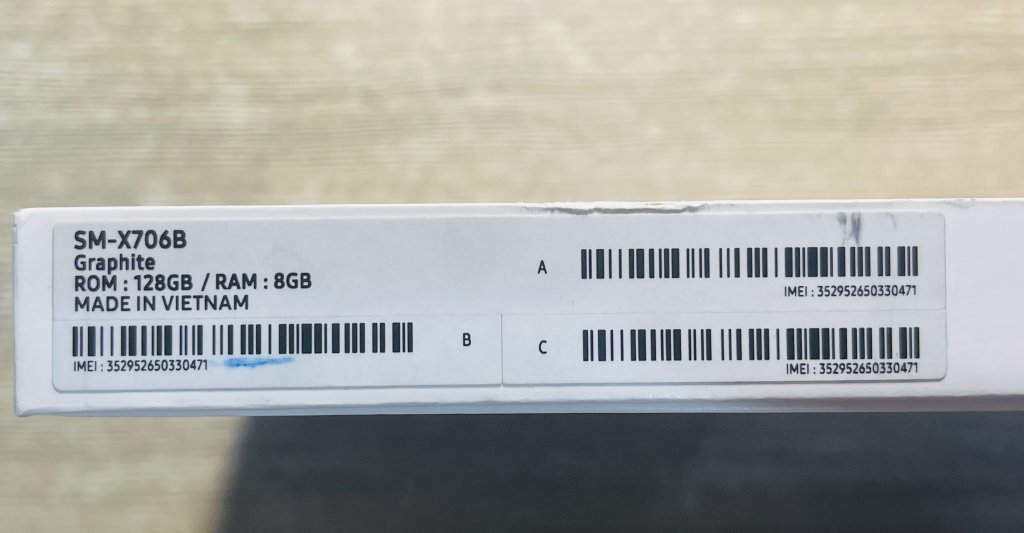 SM-X706B
Graphite
ROM : 128GB / RAM : 8GB
MADE IN VIETNAM
IMEI : 352952650330471
B
A
IMEI : 352952650330471
C
IMEI : 352952650330471